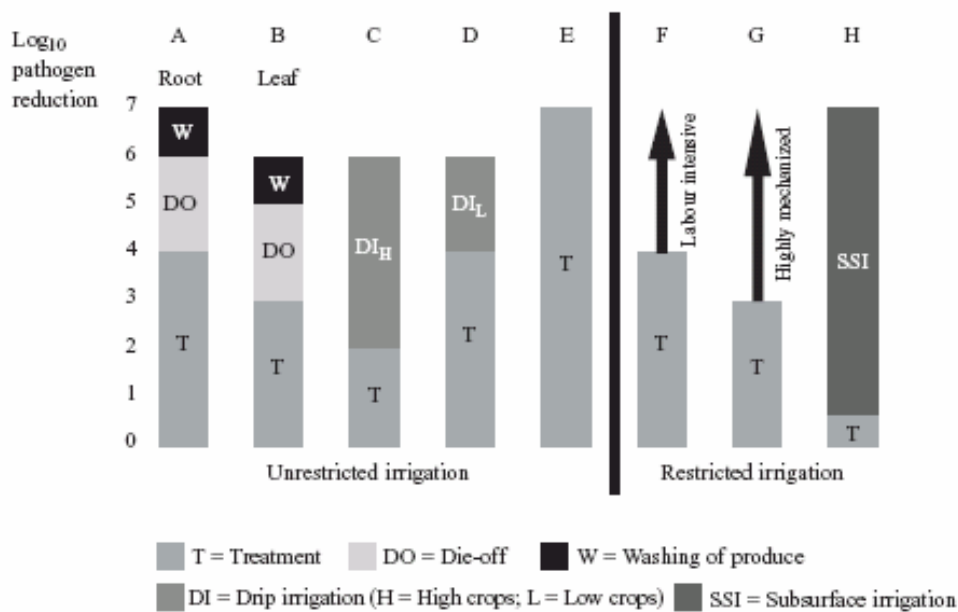 Log10 pathogen reduction
A B C D E F G H
Root Leaf
7
6
5
4
3
2
1
0
W
DO
T
W
DO
T
DIH
T
DIL
T
T
Labour intensive
T
Highly mechanized
T
SSI
T
Unrestricted irrigation
Restricted irrigation
T = Treatment
DO = Die-off
W = Washing of produce
DI = Drip irrigation (H = High crops; L = Low crops)
SSI = Subsurface irrigation